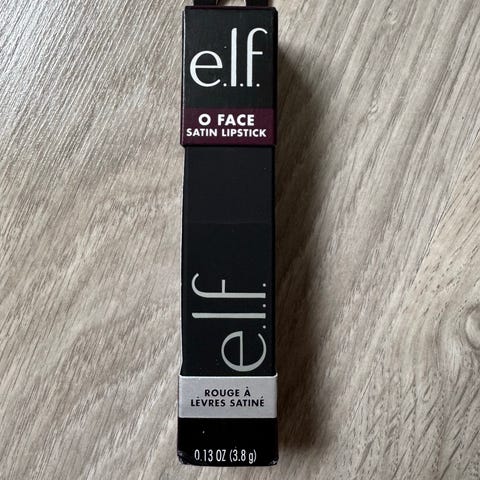 e.l.f.
O FACE
SATIN LIPSTICK
e.l.f.
ROUGE À
LÈVRES SATINÉ
0.13 OZ (3.8 g)